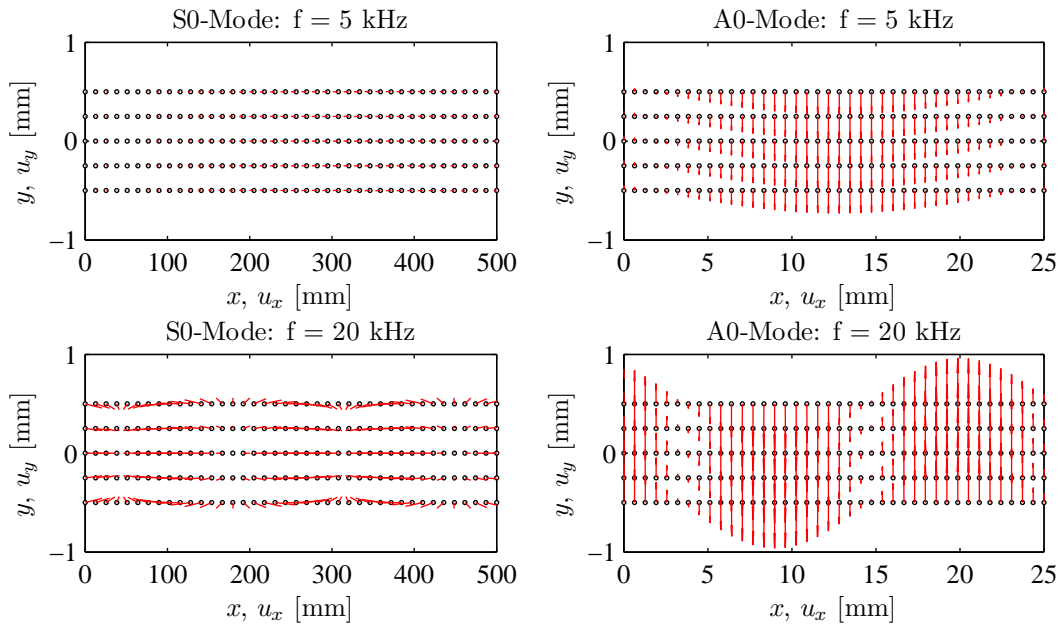 S0-Mode: f = 5 kHz
1
0
−1
y, u_y [mm]
0 100 200 300 400 500
x, u_x [mm]
A0-Mode: f = 5 kHz
1
0
−1
y, u_y [mm]
0 5 10 15 20 25
x, u_x [mm]
S0-Mode: f = 20 kHz
1
0
−1
y, u_y [mm]
0 100 200 300 400 500
x, u_x [mm]
A0-Mode: f = 20 kHz
1
0
−1
y, u_y [mm]
0 5 10 15 20 25
x, u_x [mm]